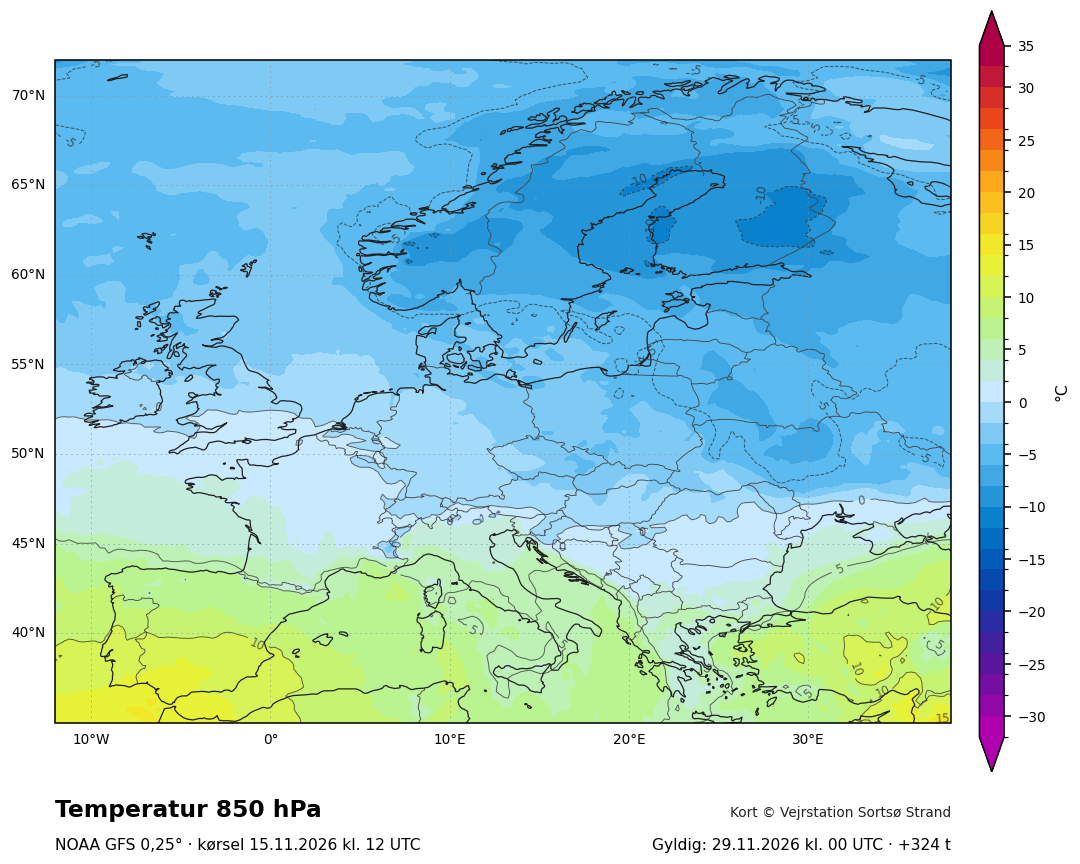 70°N
65°N
60°N
55°N
50°N
45°N
40°N
10°W 0° 10°E 20°E 30°E
35
30
25
20
15
10
5
0
−5
−10
−15
−20
−25
−30
°C
Temperatur 850 hPa
Kort © Vejrstation Sortsø Strand
NOAA GFS 0,25° · kørsel 15.11.2026 kl. 12 UTC
Gyldig: 29.11.2026 kl. 00 UTC · +324 t